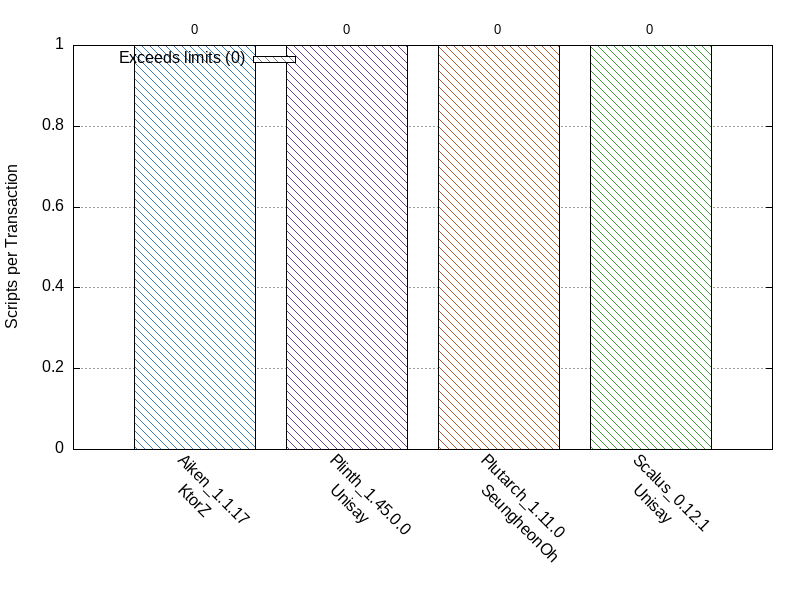 0 0 0 0
Exceeds limits (0)
1
0.8
0.6
0.4
0.2
0
Scripts per Transaction
Aiken_1.1.17
KtorZ
Plinth_1.45.0.0
Unisay
Plutarch_1.11.0
SeungheonOh
Scalus_0.12.1
Unisay